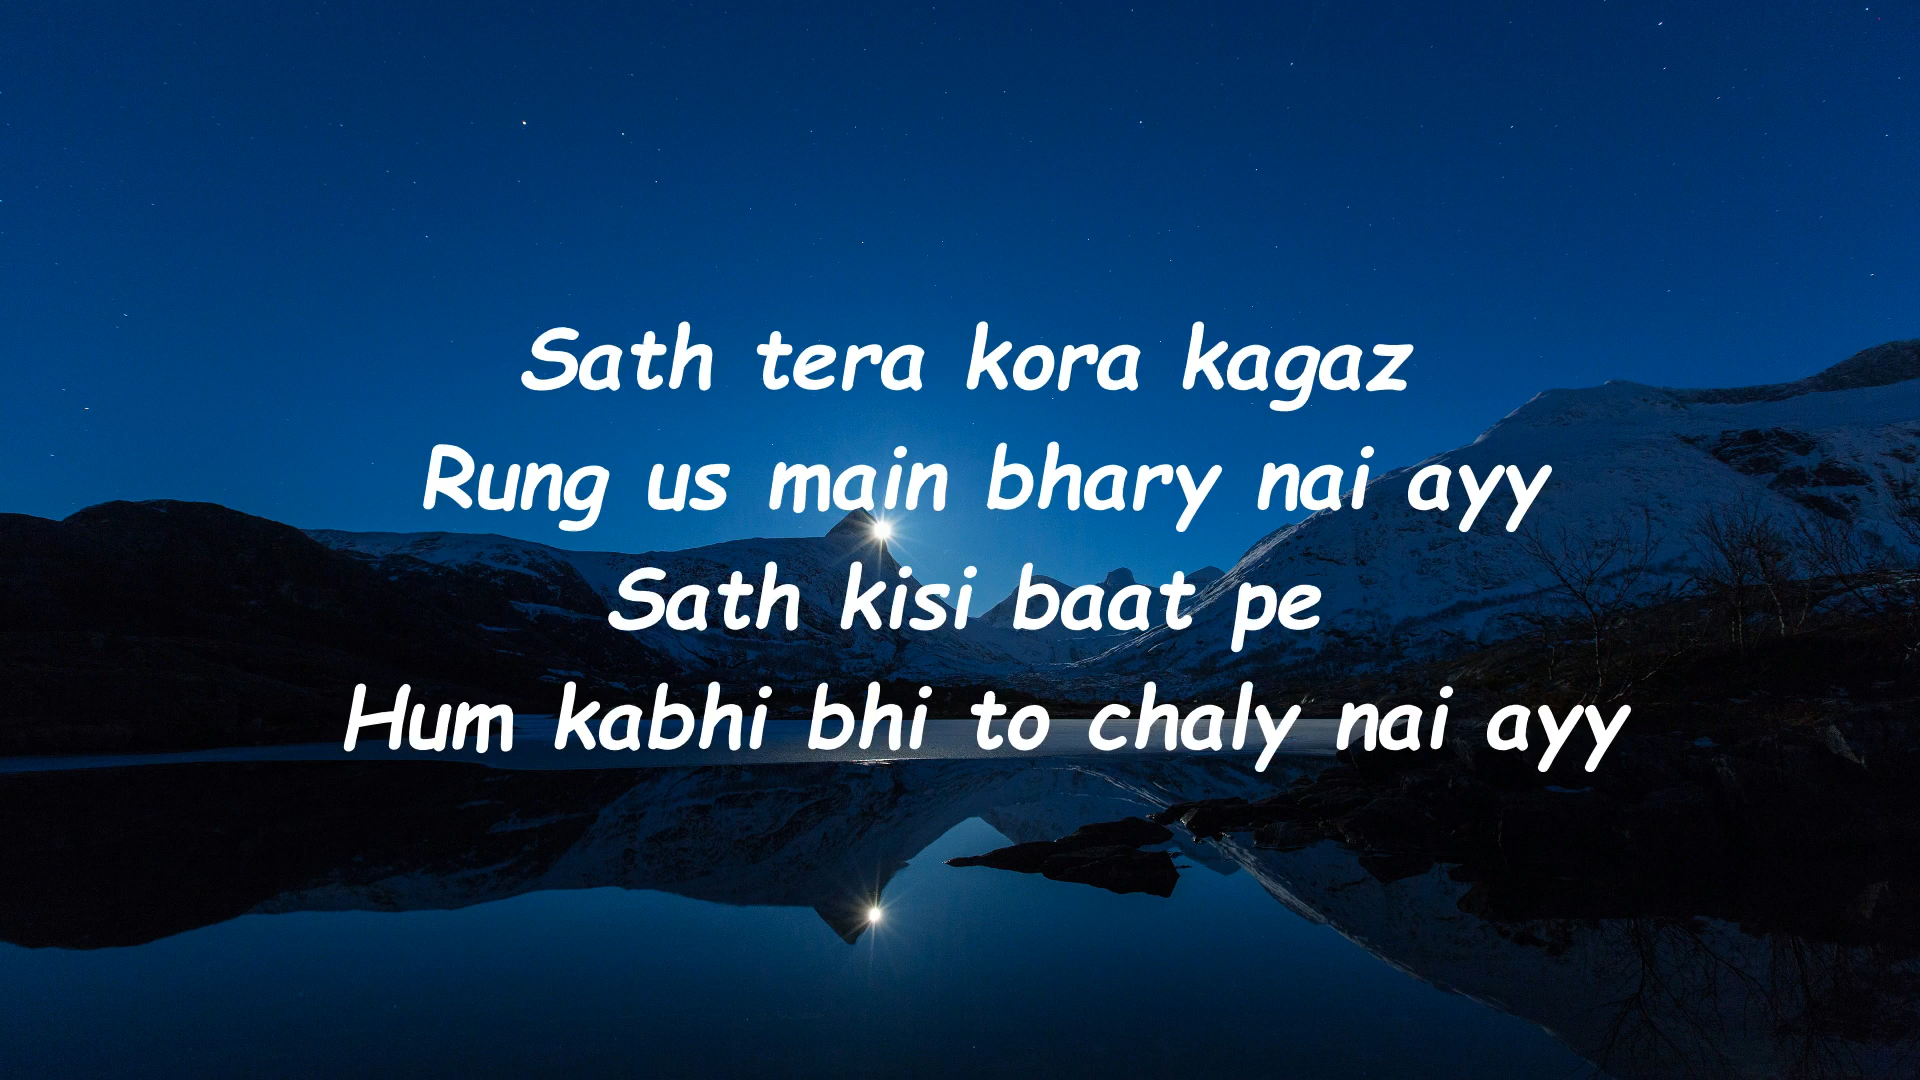 Sath tera kora kagaz
Rung us main bhary nai ayy
Sath kisi baat pe
Hum kabhi bhi to chaly nai ayy